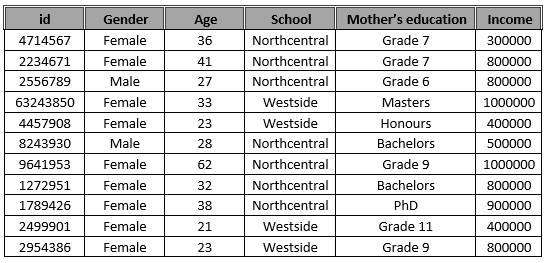 id Gender Age School Mother's education Income
4714567 Female 36 Northcentral Grade 7 300000
2234671 Female 41 Northcentral Grade 7 800000
2556789 Male 27 Northcentral Grade 6 800000
63243850 Female 33 Westside Masters 1000000
4457908 Female 23 Westside Honours 400000
8243930 Male 28 Northcentral Bachelors 500000
9641953 Female 62 Northcentral Grade 9 1000000
1272951 Female 32 Northcentral Bachelors 800000
1789426 Female 38 Northcentral PhD 900000
2499901 Female 21 Westside Grade 11 400000
2954386 Female 23 Westside Grade 9 800000